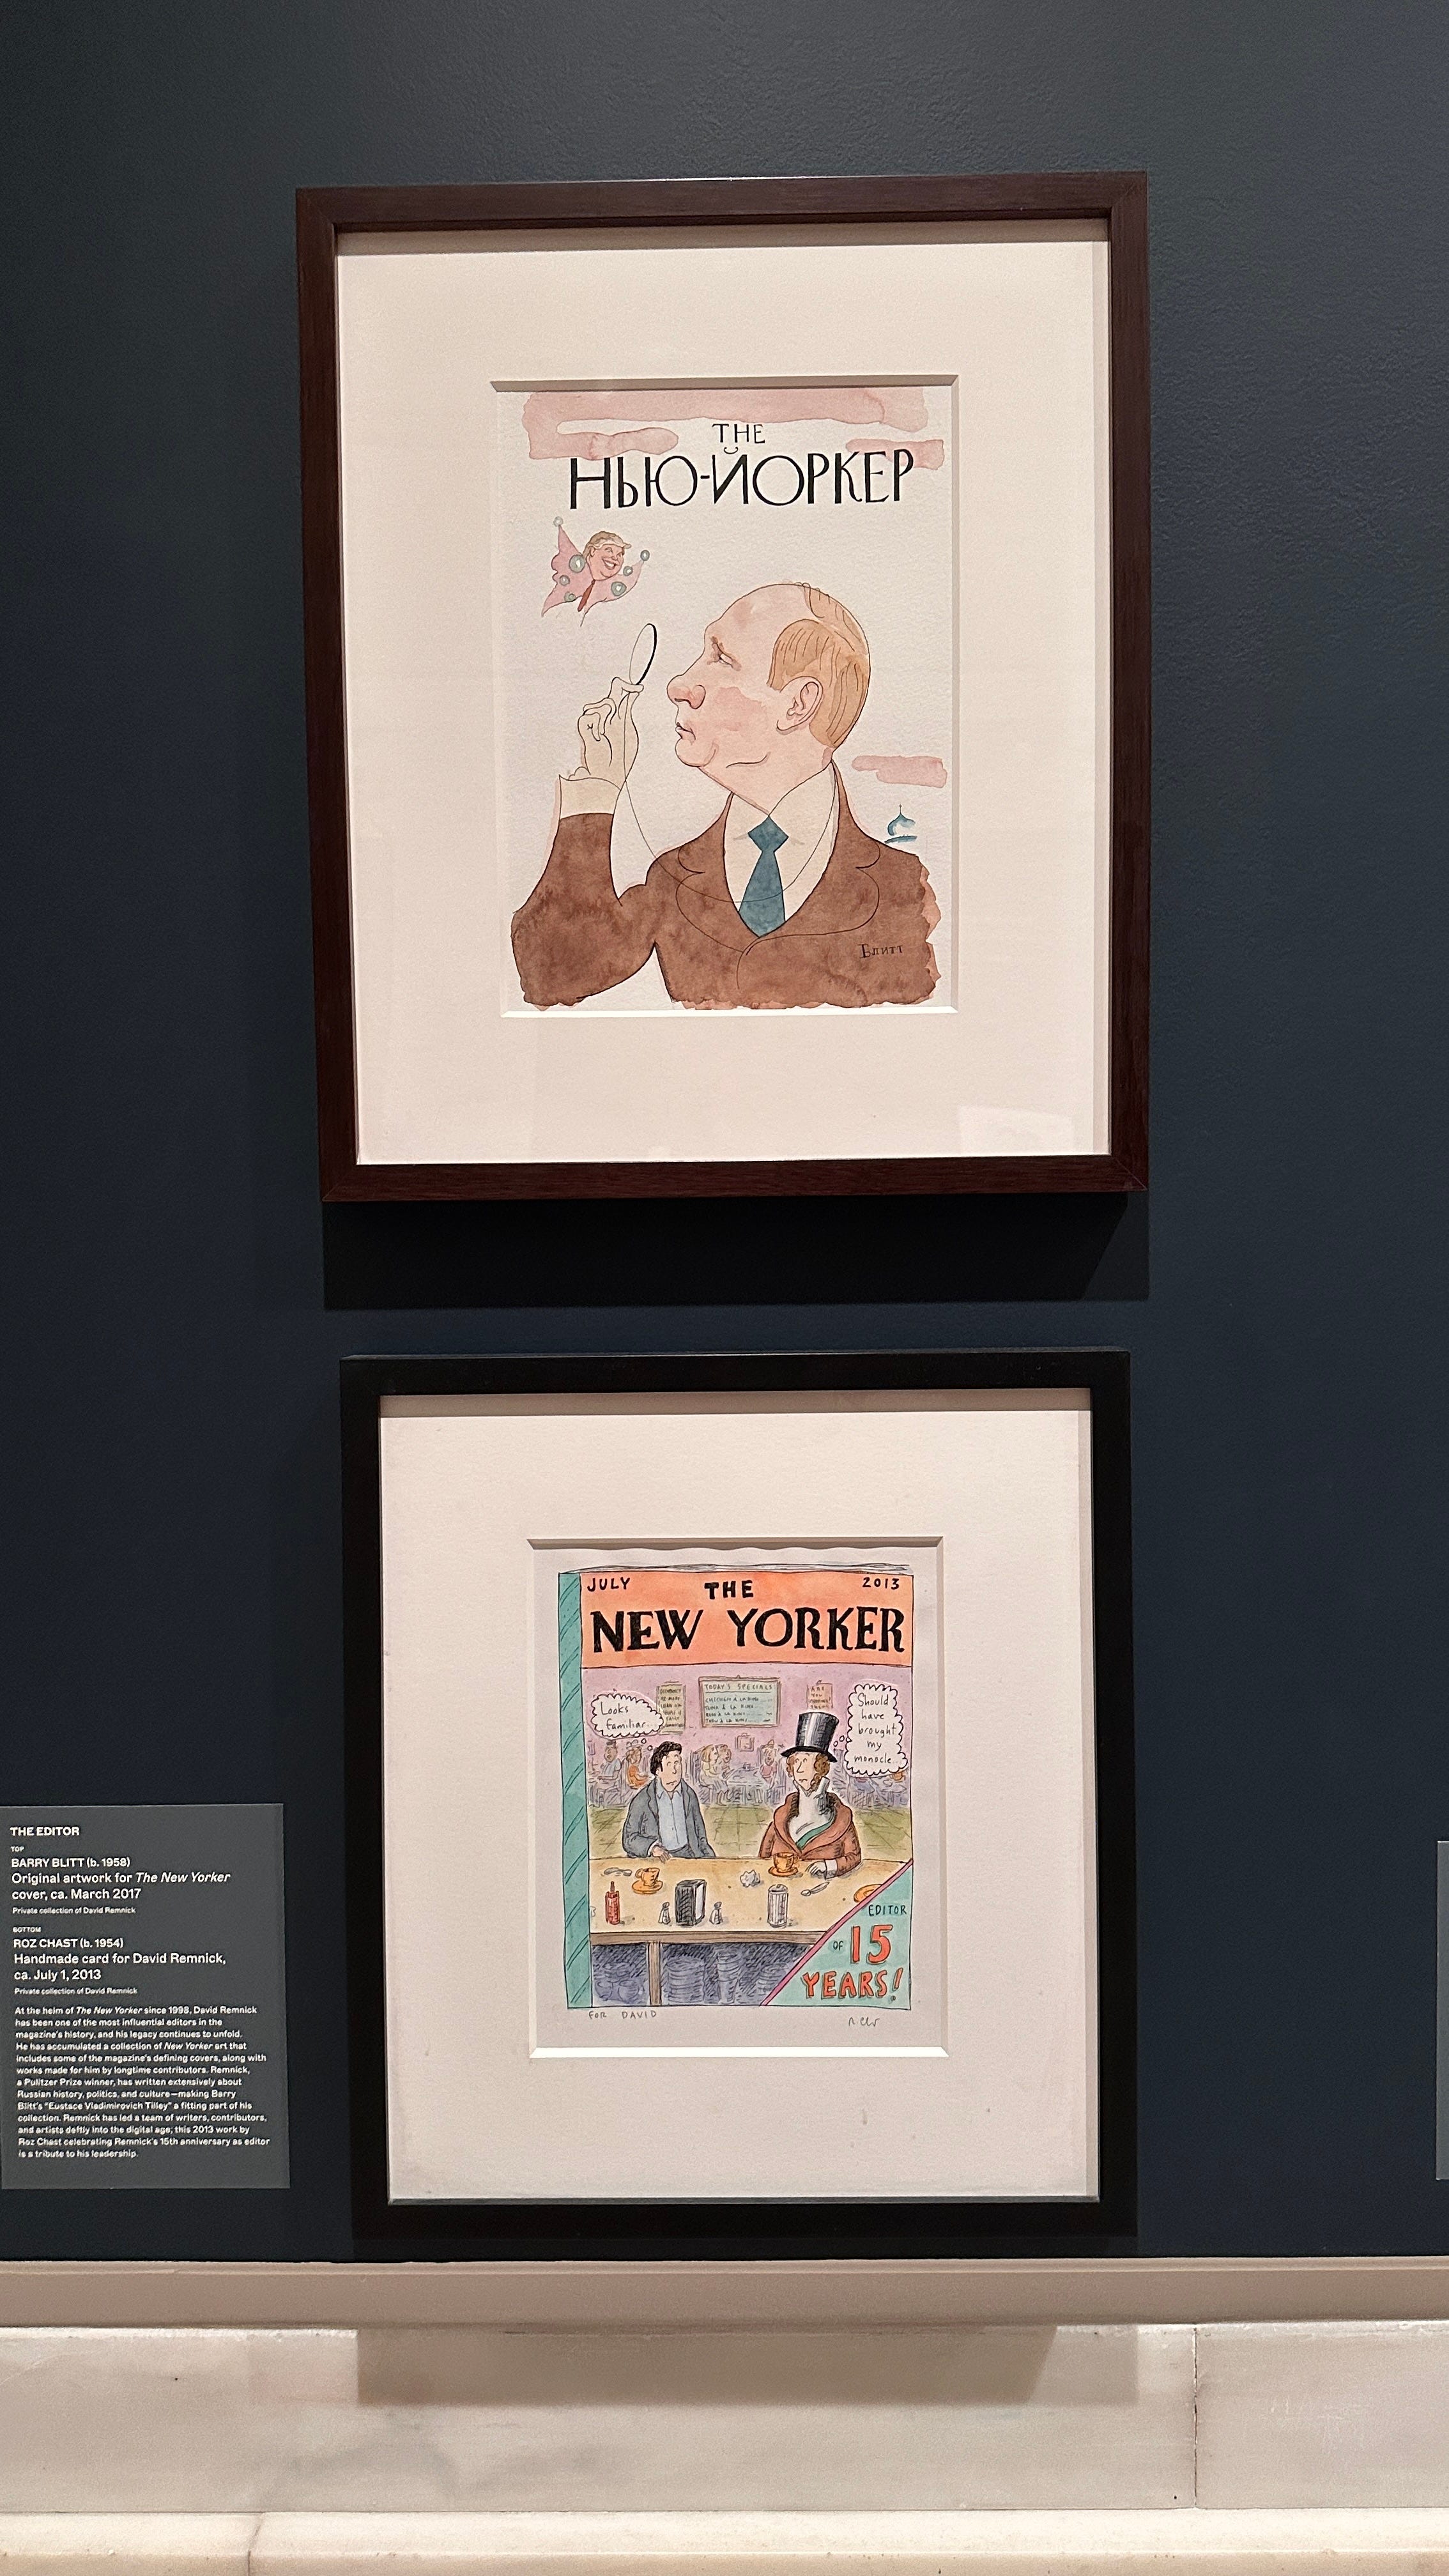 THE
НЬЮ-ЙОРКЕР
Блитт
JULY
THE
2013
NEW YORKER
TODAY'S SPECIALS
Looks
familiar...
Should
have
brought
my
monocle...
EDITOR
OF 15
YEARS!
FOR DAVID
THE EDITOR
TOP
BARRY BLITT (b. 1958)
Original artwork for The New Yorker
cover, ca. March 2017
Private collection of David Remnick
BOTTOM
ROZ CHAST (b. 1954)
Handmade card for David Remnick,
ca. July 1, 2013
Private collection of David Remnick
At the helm of The New Yorker since 1998, David Remnick
has been one of the most influential editors in the
magazine's history, and his legacy continues to unfold.
He has accumulated a collection of New Yorker art that
includes some of the magazine's defining covers, along with
works made for him by longtime contributors. Remnick,
a Pulitzer Prize winner, has written extensively about
Russian history, politics, and culture—making Barry
Blitt's "Eustace Vladimirovich Tilley" a fitting part of his
collection. Remnick has led a team of writers, contributors,
and artists deftly into the digital age; this 2013 work by
Roz Chast celebrating Remnick's 15th anniversary as editor
is a tribute to his leadership.